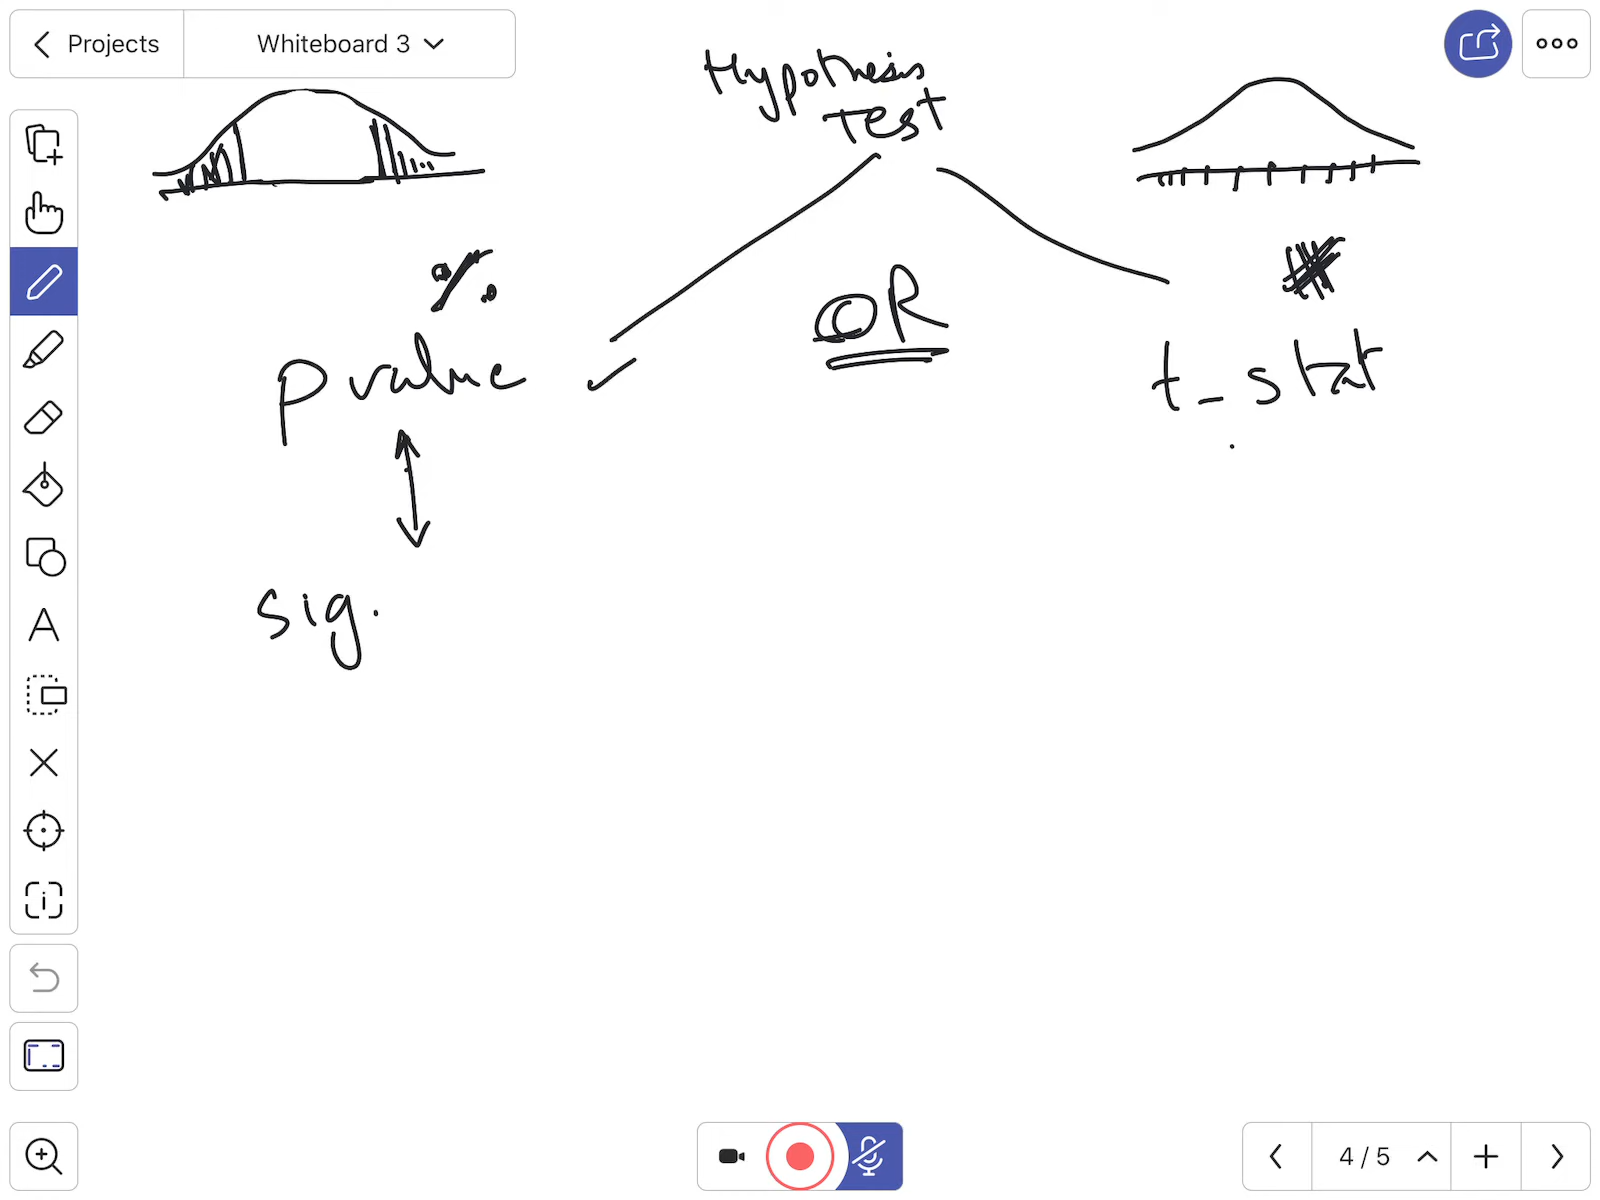 Projects
Whiteboard 3
Hypothesis
Test
%
#
OR
p value
t_stat
sig.
4 / 5